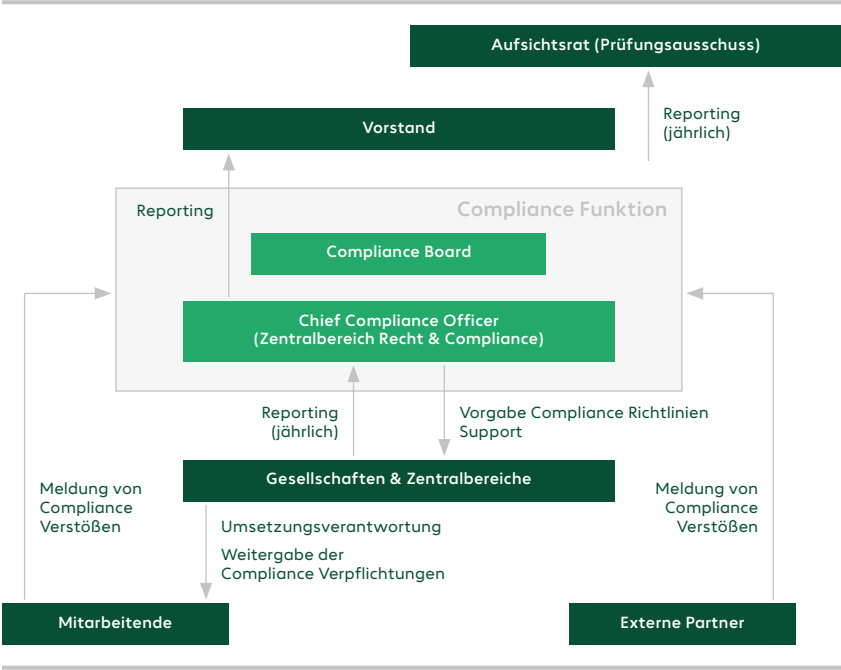 Aufsichtsrat (Prüfungsausschuss)
Reporting
(jährlich)
Vorstand
Reporting
Compliance Funktion
Compliance Board
Chief Compliance Officer
(Zentralbereich Recht & Compliance)
Reporting
(jährlich)
Vorgabe Compliance Richtlinien
Support
Gesellschaften & Zentralbereiche
Meldung von
Compliance
Verstößen
Umsetzungsverantwortung
Weitergabe der
Compliance Verpflichtungen
Meldung von
Compliance
Verstößen
Mitarbeitende
Externe Partner